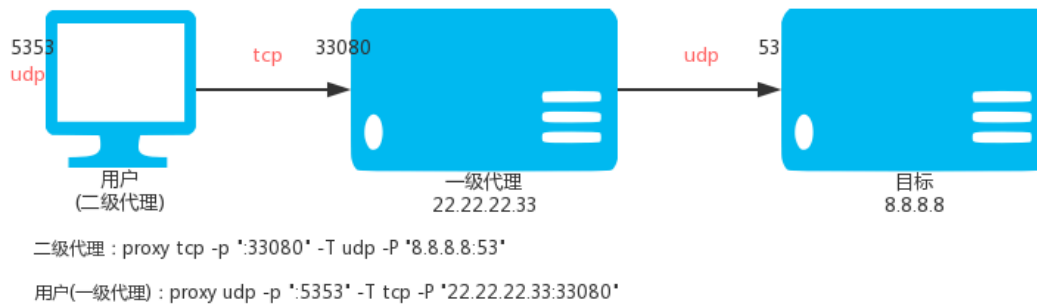 5353
udp
tcp
33080
udp
53
用户
(二级代理)
一级代理
22.22.22.33
目标
8.8.8.8
二级代理：proxy tcp -p ":33080" -T udp -P "8.8.8.8:53"
用户(一级代理)：proxy udp -p ":5353" -T tcp -P "22.22.22.33:33080"